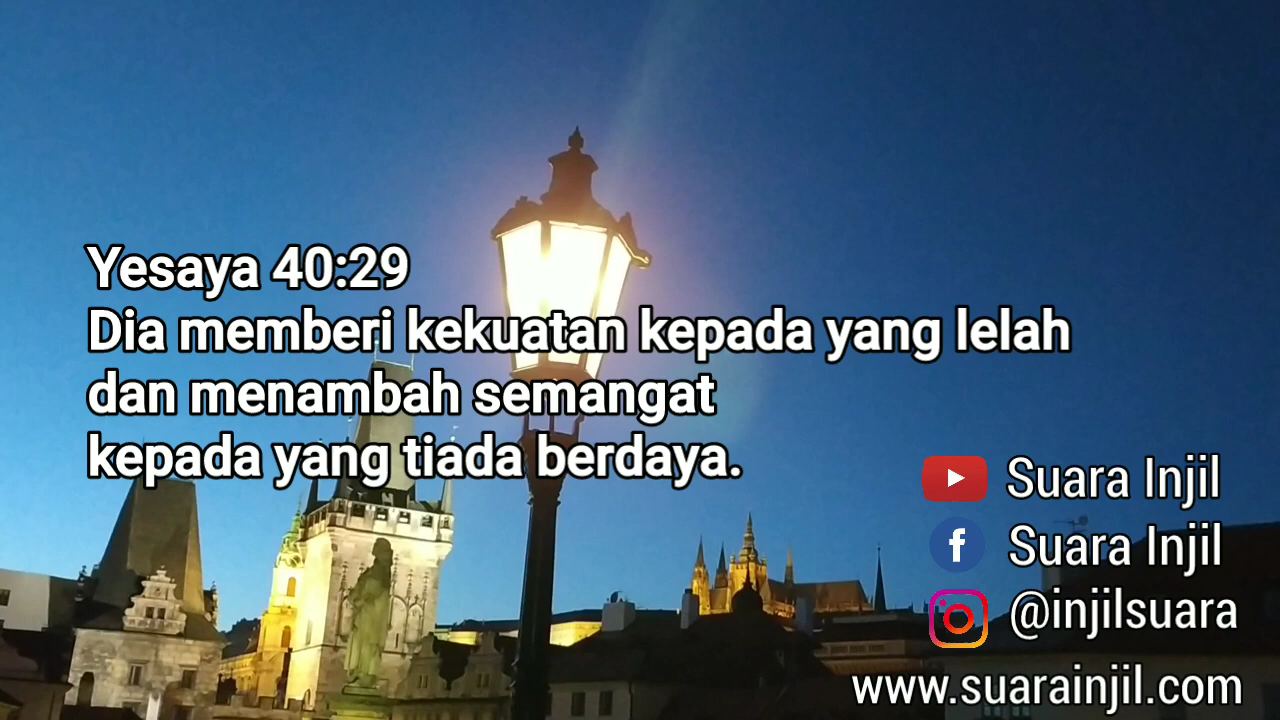 Yesaya 40:29
Dia memberi kekuatan kepada yang lelah
dan menambah semangat
kepada yang tiada berdaya.
Suara Injil
Suara Injil
@injilsuara
www.suarainjil.com